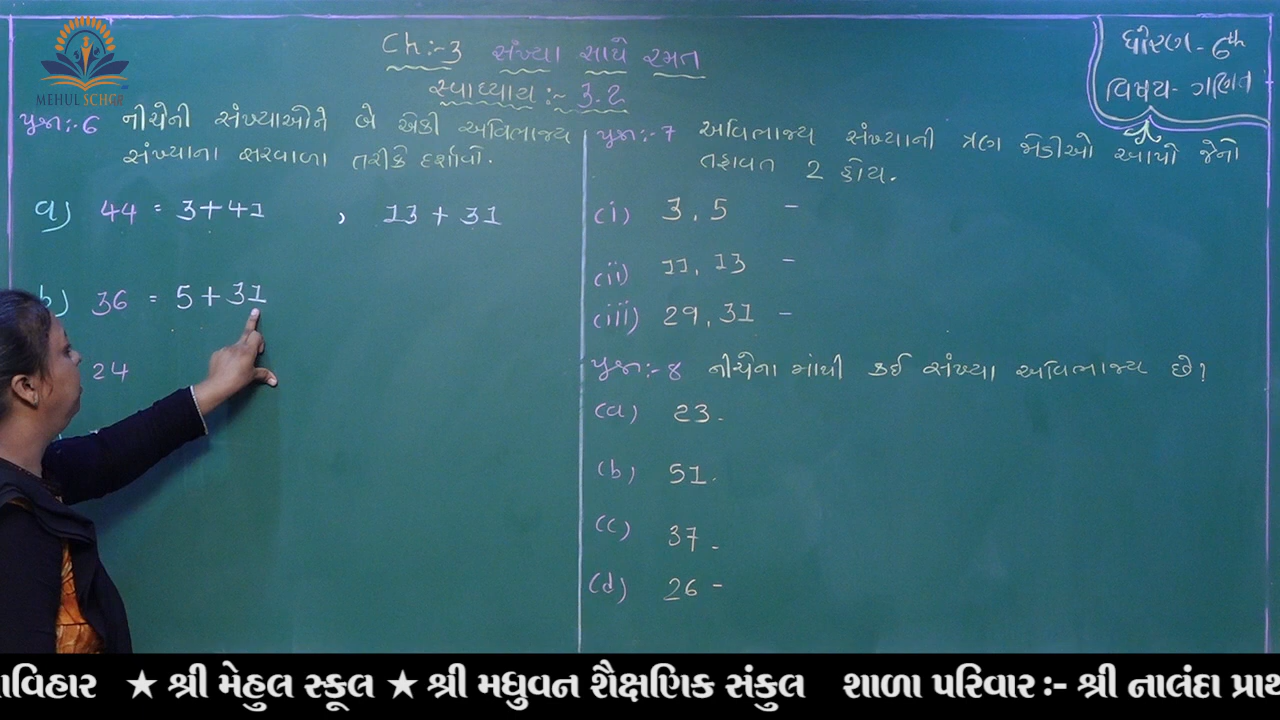 MEHUL SCHOOL
Ch:-3 સંખ્યા સાથે રમત
સ્વાધ્યાય :- 3.2
ધોરણ - 6th
વિષય - ગણિત
પ્રશ્ન:-6 નીચેની સંખ્યાઓને બે એકી અવિભાજ્ય
સંખ્યાના સરવાળા તરીકે દર્શાવો.
a) 44 = 3+41 , 13 + 31
b) 36 = 5+31
24
પ્રશ્ન:-7 અવિભાજ્ય સંખ્યાની ત્રણ જોડીઓ આપો જેનો
તફાવત 2 હોય.
(i) 3, 5 -
(ii) 11, 13 -
(iii) 29, 31 -
પ્રશ્ન:-8 નીચેના માંથી કઈ સંખ્યા અવિભાજ્ય છે?
(a) 23.
(b) 51.
(c) 37.
(d) 26 -
વિહાર ★ શ્રી મેહુલ સ્કૂલ ★ શ્રી મધુવન શૈક્ષણિક સંકુલ શાળા પરિવાર :- શ્રી નાલંદા પ્રાથ